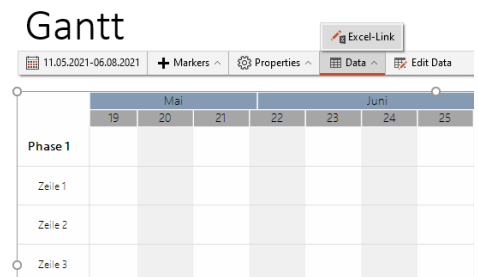 Gantt
Excel-Link
11.05.2021-06.08.2021 Markers Properties Data Edit Data
Mai Juni
19 20 21 22 23 24 25
Phase 1
Zeile 1
Zeile 2
Zeile 3